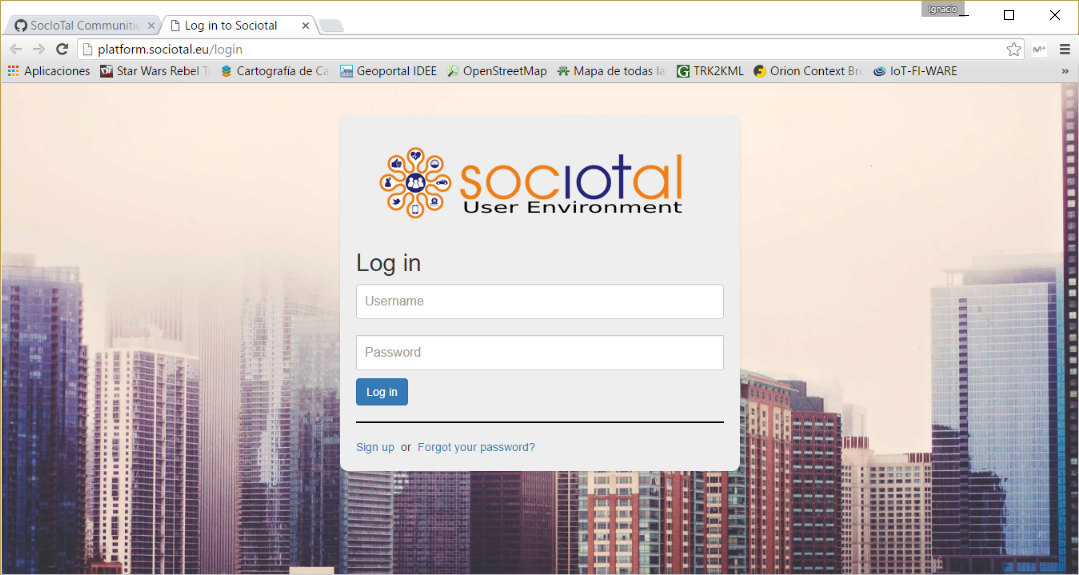 Ignacio
SocIoTal Communitie
Log in to Sociotal
platform.sociotal.eu/login
Aplicaciones
Star Wars Rebel T
Cartografía de Ca
Geoportal IDEE
OpenStreetMap
Mapa de todas la
TRK2KML
Orion Context Bro
IoT-FI-WARE
»
sociotal
User Environment
Log in
Username
Password
Log in
Sign up or Forgot your password?